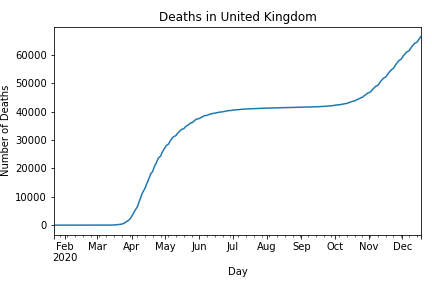 Deaths in United Kingdom
Number of Deaths
60000
50000
40000
30000
20000
10000
0
Feb Mar Apr May Jun Jul Aug Sep Oct Nov Dec
2020
Day